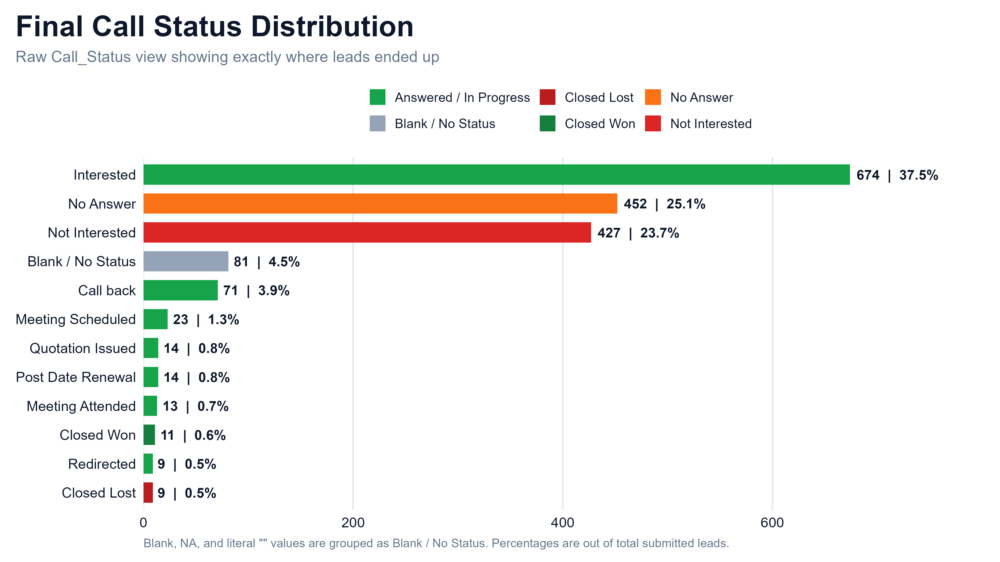 Final Call Status Distribution
Raw Call_Status view showing exactly where leads ended up
Answered / In Progress Closed Lost No Answer
Blank / No Status Closed Won Not Interested
Interested 674 | 37.5%
No Answer 452 | 25.1%
Not Interested 427 | 23.7%
Blank / No Status 81 | 4.5%
Call back 71 | 3.9%
Meeting Scheduled 23 | 1.3%
Quotation Issued 14 | 0.8%
Post Date Renewal 14 | 0.8%
Meeting Attended 13 | 0.7%
Closed Won 11 | 0.6%
Redirected 9 | 0.5%
Closed Lost 9 | 0.5%
0 200 400 600
Blank, NA, and literal "" values are grouped as Blank / No Status. Percentages are out of total submitted leads.